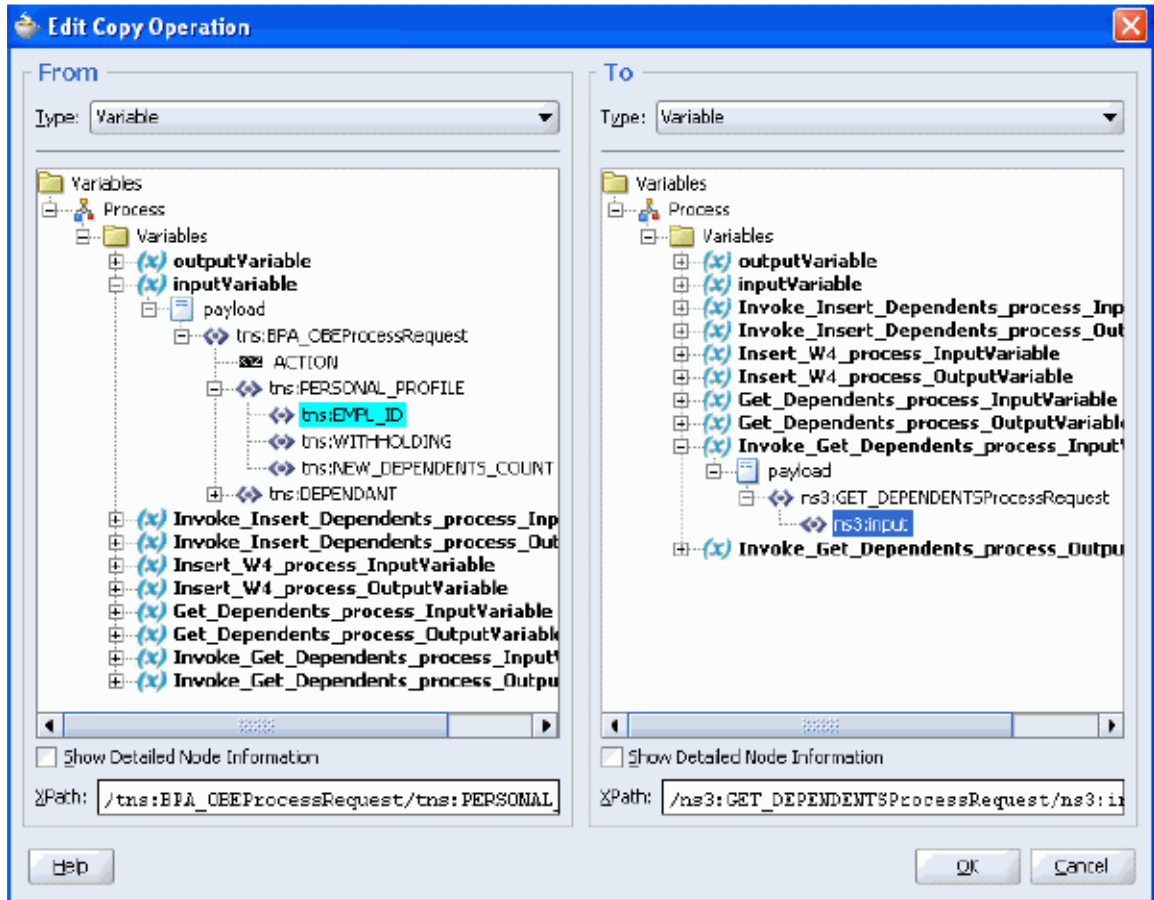 Edit Copy Operation
From
Type: Variable
Variables
Process
Variables
outputVariable
inputVariable
payload
tns:BPA_OBEProcessRequest
ACTION
tns:PERSONAL_PROFILE
tns:EMPL_ID
tns:WITHHOLDING
tns:NEW_DEPENDENTS_COUNT
tns:DEPENDANT
(x) Invoke_Insert_Dependents_process_Inp
(x) Invoke_Insert_Dependents_process_Out
(x) Insert_W4_process_InputVariable
(x) Insert_W4_process_OutputVariable
(x) Get_Dependents_process_InputVariable
(x) Get_Dependents_process_OutputVariable
(x) Invoke_Get_Dependents_process_Input
(x) Invoke_Get_Dependents_process_Outpu
Show Detailed Node Information
XPath: /tns:BPA_OBEProcessRequest/tns:PERSONAL_
To
Type: Variable
Variables
Process
Variables
(x) outputVariable
(x) inputVariable
(x) Invoke_Insert_Dependents_process_Inp
(x) Invoke_Insert_Dependents_process_Out
(x) Insert_W4_process_InputVariable
(x) Insert_W4_process_OutputVariable
(x) Get_Dependents_process_InputVariable
(x) Get_Dependents_process_OutputVariable
(x) Invoke_Get_Dependents_process_Input
payload
ns3:GET_DEPENDENTSProcessRequest
ns3:input
(x) Invoke_Get_Dependents_process_Outpu
Show Detailed Node Information
XPath: /ns3:GET_DEPENDENTSProcessRequest/ns3:in
Help
OK
Cancel